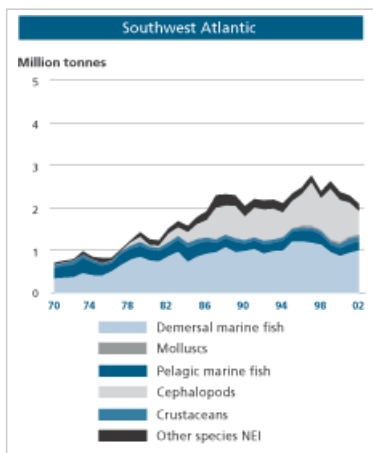 Southwest Atlantic
Million tonnes
5
4
3
2
1
0
70 74 78 82 86 90 94 98 02
Demersal marine fish
Molluscs
Pelagic marine fish
Cephalopods
Crustaceans
Other species NEI